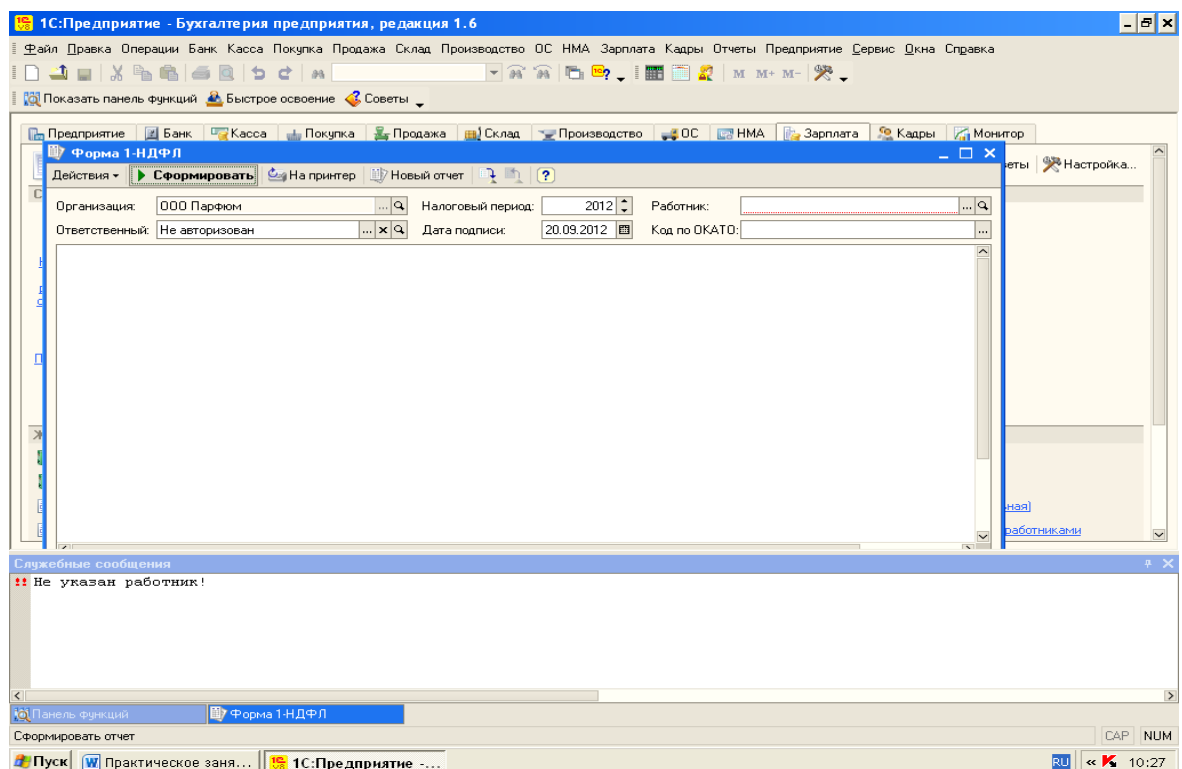 1С:Предприятие - Бухгалтерия предприятия, редакция 1.6
Файл Правка Операции Банк Касса Покупка Продажа Склад Производство ОС НМА Зарплата Кадры Отчеты Предприятие Сервис Окна Справка
M M+ M-
Показать панель функций Быстрое освоение Советы
Предприятие Банк Касса Покупка Продажа Склад Производство ОС НМА Зарплата Кадры Монитор
Форма 1-НДФЛ
Настройка...
Действия Сформировать На принтер Новый отчет ?
Организация: ООО Парфюм ... Налоговый период: 2012 Работник: ...
Ответственный: Не авторизован ... x Дата подписи: 20.09.2012 Код по ОКАТО: ...
ная)
работниками
Служебные сообщения
!! Не указан работник!
Панель функций Форма 1-НДФЛ
Сформировать отчет CAP NUM
Пуск Практическое заня... 1С:Предприятие -... RU « 10:27